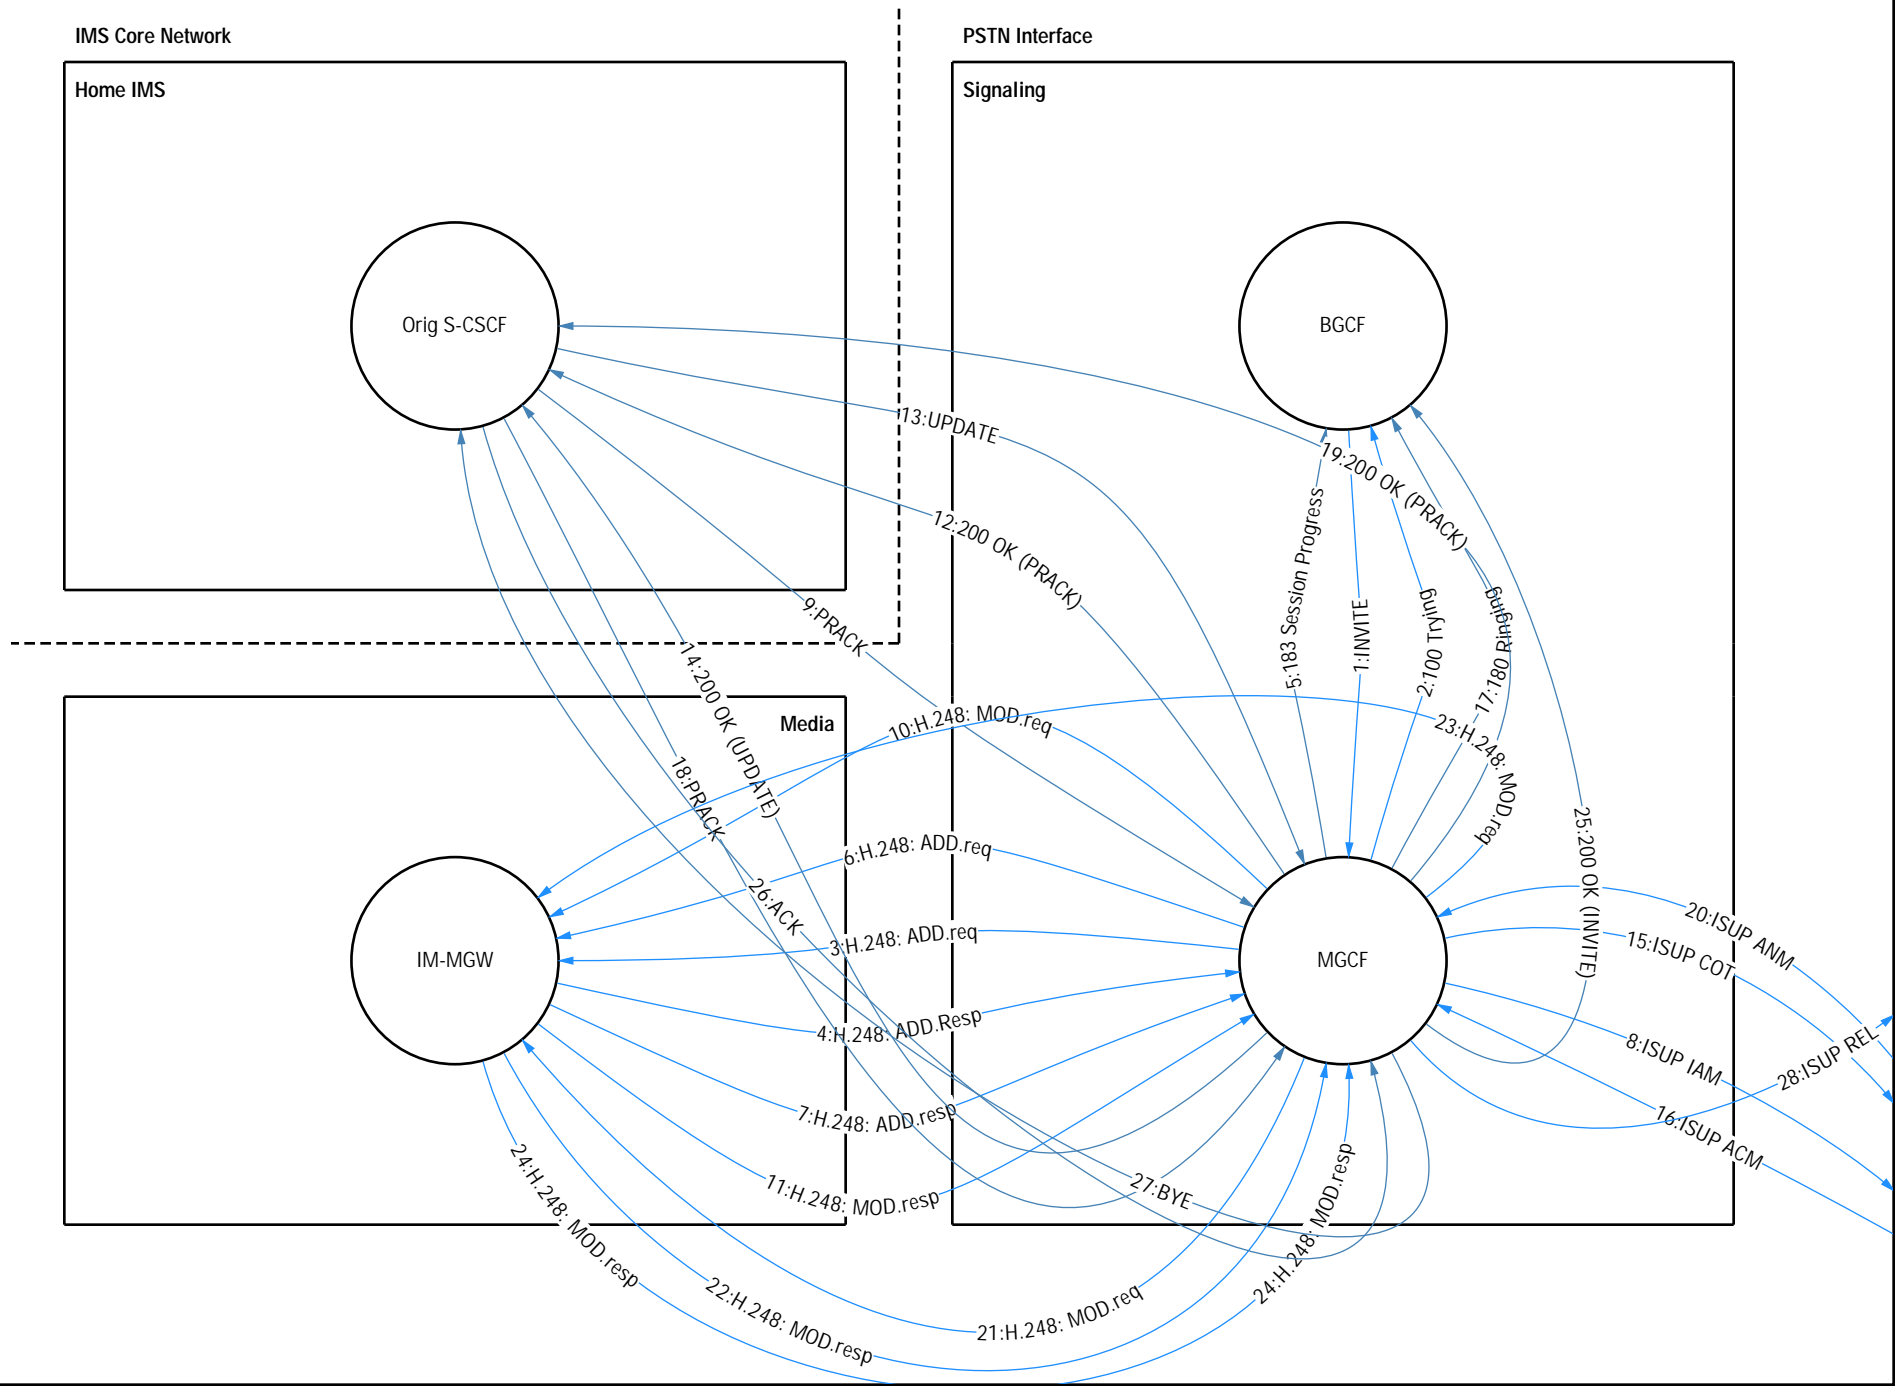 IMS Core Network
PSTN Interface
Home IMS
Signaling
Orig S-CSCF
BGCF
13:UPDATE
19:200 OK (PRACK)
12:200 OK (PRACK)
5:183 Session Progress
1:INVITE
2:100 Trying
17:180 Ringing
9:PRACK
14:200 OK (UPDATE)
Media
10:H.248: MOD.req
23:H.248: MOD.req
18:PRACK
6:H.248: ADD.req
25:200 OK (INVITE)
26:ACK
3:H.248: ADD.req
20:ISUP ANM
15:ISUP COT
IM-MGW
MGCF
4:H.248: ADD.Resp
8:ISUP IAM
28:ISUP REL
7:H.248: ADD.resp
16:ISUP ACM
11:H.248: MOD.resp
27:BYE
24:H.248: MOD.resp
24:H.248: MOD.resp
22:H.248: MOD.resp
21:H.248: MOD.req